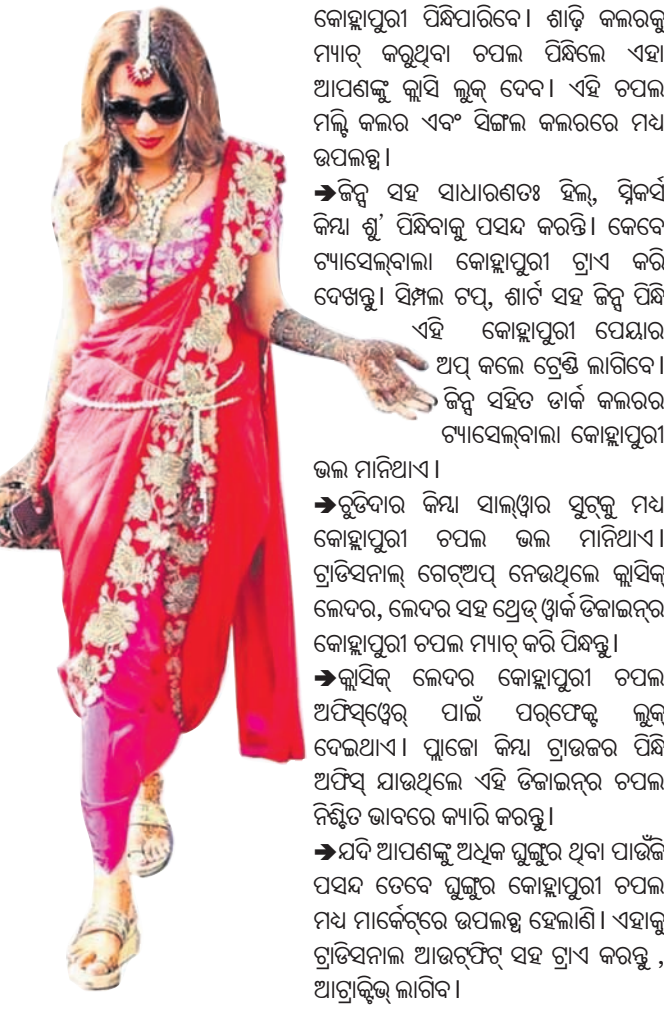 କୋହ୍ଲାପୁରୀ ପିନ୍ଧିପାରିବେ। ଶାଢ଼ି କଲରକୁ
ମ୍ୟାଚ୍ କରୁଥିବା ଚପଲ ପିନ୍ଧିଲେ ଏହା
ଆପଣଙ୍କୁ କ୍ଲାସି ଲୁକ୍ ଦେବ। ଏହି ଚପଲ
ମଲ୍ଟି କଲର ଏବଂ ସିଙ୍ଗଲ କଲରରେ ମଧ୍ୟ
ଉପଲବ୍ଧ।
➔ଜିନ୍ସ ସହ ସାଧାରଣତଃ ହିଲ୍, ସ୍ନିକର୍ସ
କିମ୍ବା ଶୁ’ ପିନ୍ଧିବାକୁ ପସନ୍ଦ କରନ୍ତି। କେବେ
ଟ୍ୟାସେଲ୍‌ବାଲା କୋହ୍ଲାପୁରୀ ଟ୍ରାଏ କରି
ଦେଖନ୍ତୁ। ସିମ୍ପଲ ଟପ୍, ଶାର୍ଟ ସହ ଜିନ୍ସ ପିନ୍ଧି
ଏହି କୋହ୍ଲାପୁରୀ ପେୟାର
ଅପ୍ କଲେ ଟ୍ରେଣ୍ଡି ଲାଗିବେ।
ଜିନ୍ସ ସହିତ ଡାର୍କ କଲରର
ଟ୍ୟାସେଲ୍‌ବାଲା କୋହ୍ଲାପୁରୀ
ଭଲ ମାନିଥାଏ।
➔ଚୁଡିଦାର କିମ୍ବା ସାଲ୍‌ୱାର ସୁଟ୍‌କୁ ମଧ୍ୟ
କୋହ୍ଲାପୁରୀ ଚପଲ ଭଲ ମାନିଥାଏ।
ଟ୍ରାଡିସନାଲ୍ ଗେଟ୍‌ଅପ୍ ନେଉଥିଲେ କ୍ଲାସିକ୍
ଲେଦର, ଲେଦର ସହ ଥ୍ରେଡ୍ ୱାର୍କ ଡିଜାଇନ୍‌ର
କୋହ୍ଲାପୁରୀ ଚପଲ ମ୍ୟାଚ୍ କରି ପିନ୍ଧନ୍ତୁ।
➔କ୍ଲାସିକ୍ ଲେଦର କୋହ୍ଲାପୁରୀ ଚପଲ
ଅଫିସ୍‌ୱେର୍ ପାଇଁ ପର୍‌ଫେକ୍ଟ ଲୁକ୍
ଦେଇଥାଏ। ପ୍ଲାଜୋ କିମ୍ବା ଟ୍ରାଉଜର ପିନ୍ଧି
ଅଫିସ୍ ଯାଉଥିଲେ ଏହି ଡିଜାଇନ୍‌ର ଚପଲ
ନିଶ୍ଚିତ ଭାବରେ କ୍ୟାରି କରନ୍ତୁ।
➔ଯଦି ଆପଣଙ୍କୁ ଅଧିକ ଘୁଙ୍ଗୁର ଥିବା ପାଉଁଜି
ପସନ୍ଦ ତେବେ ଘୁଙ୍ଗୁର କୋହ୍ଲାପୁରୀ ଚପଲ
ମଧ୍ୟ ମାର୍କେଟ୍‌ରେ ଉପଲବ୍ଧ ହେଲାଣି। ଏହାକୁ
ଟ୍ରାଡିସନାଲ ଆଉଟ୍‌ଫିଟ୍ ସହ ଟ୍ରାଏ କରନ୍ତୁ ,
ଆଟ୍ରାକ୍ଟିଭ୍ ଲାଗିବ।